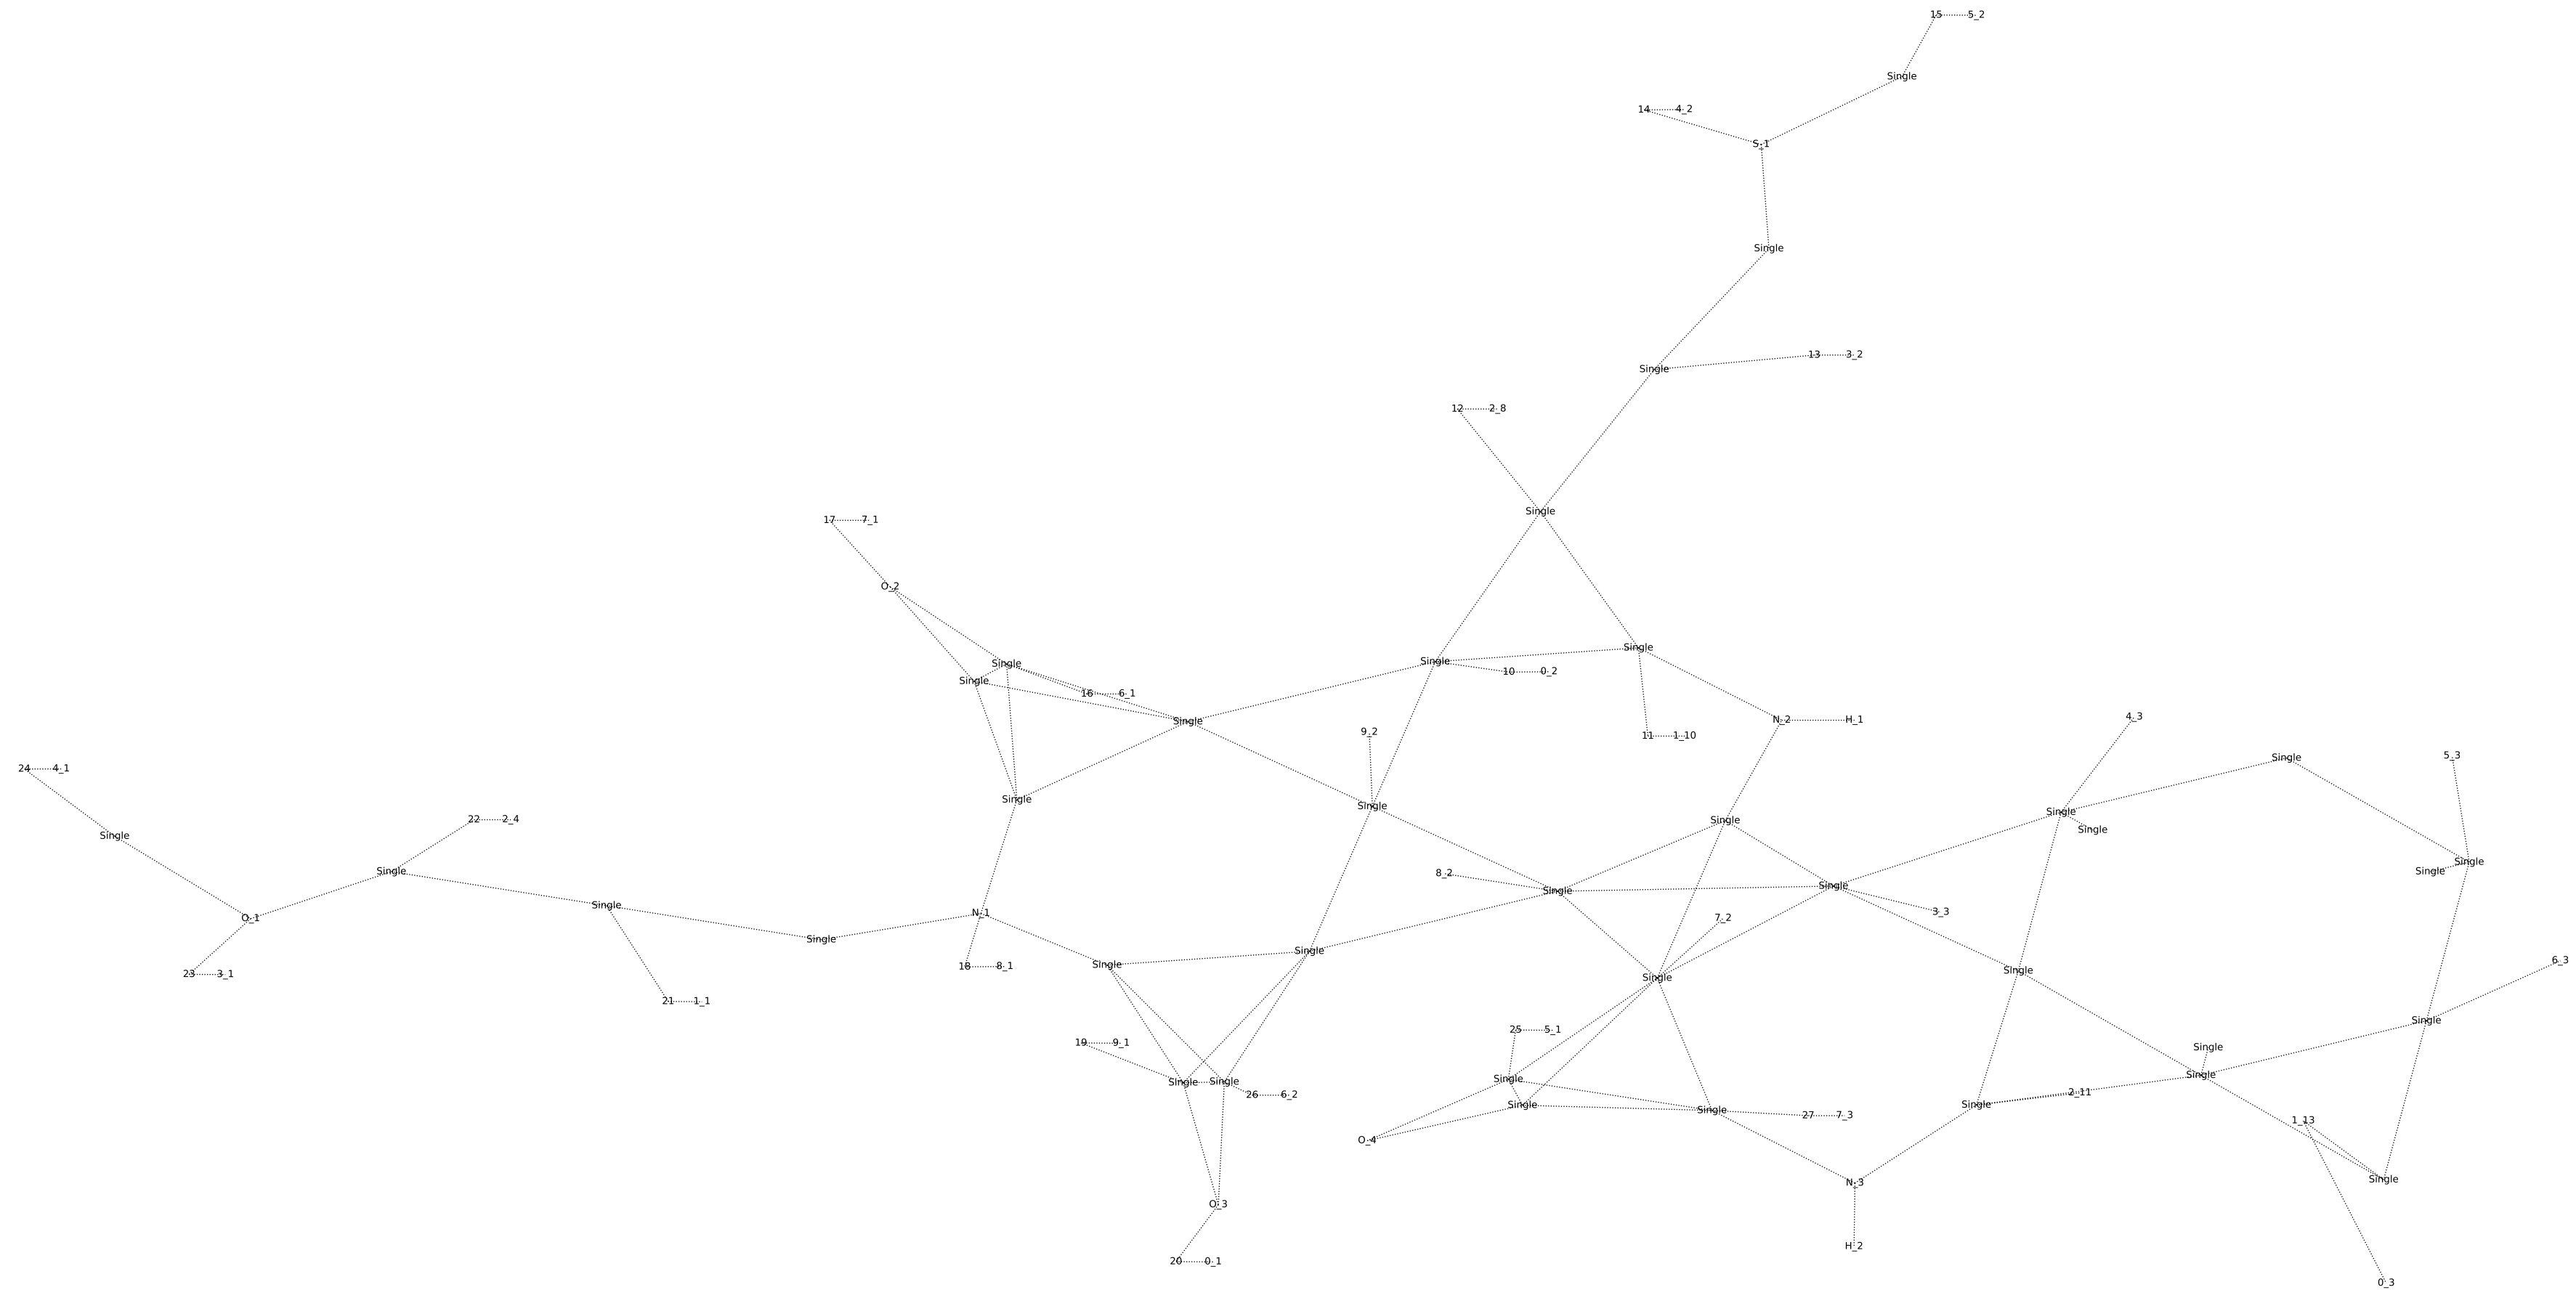 15 5_2
Single
14 4_2
S_1
Single
13 3_2
Single
12 2_8
Single
17 7_1
O_2
Single
Single
Single
10 0_2
Single
16 6_1
4_3
N_2 H_1
Single
9_2
11 1_10
5_3
Single
24 4_1
Single
Single
Single
22 2_4
Single
Single
Single
Single
Single
Single
8_2
Single
Single
Single
3_3
N_1
O_1
7_2
Single
Single
6_3
Single
18 8_1
Single
23 3_1
Single
21 1_1
Single
25 5_1
19 9_1
Single
Single
Single
Single
Single
2_11
26 6_2
Single
Single
Single
27 7_3
1_13
O_4
Single
N_3
O_3
H_2
20 0_1
0_3